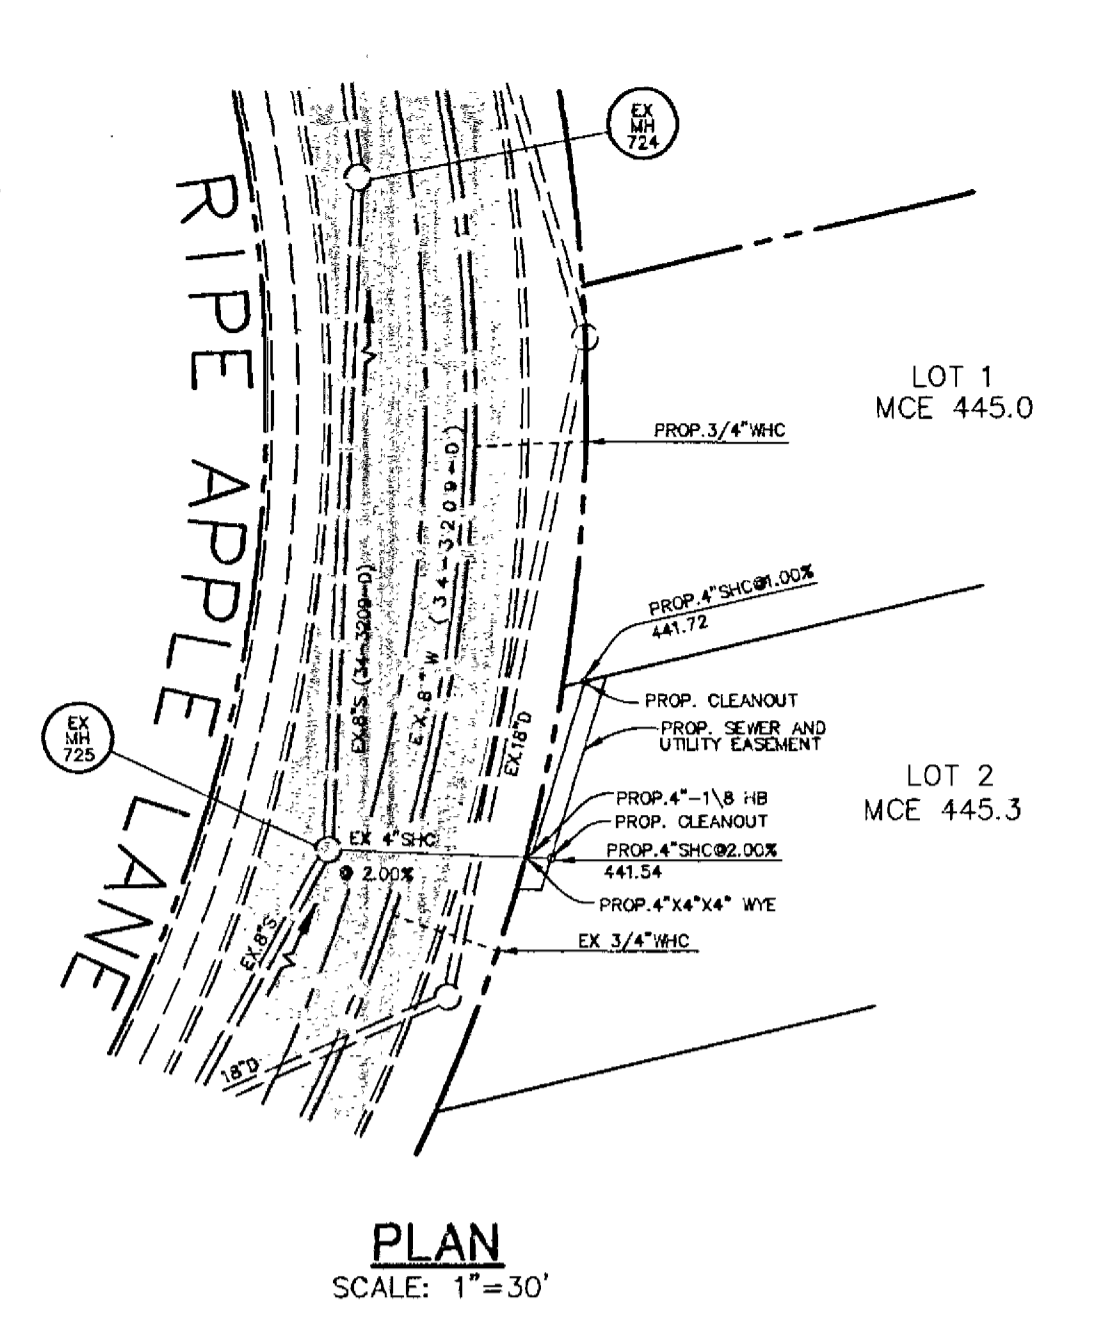 EX
MH
724
RIPE APPLE LANE
LOT 1
MCE 445.0
PROP.3/4"WHC
(34-3209-D)
EX.8"W
EX.8"S (34-3209-D)
PROP.4"SHC@1.00%
441.72
PROP. CLEANOUT
PROP. SEWER AND
UTILITY EASEMENT
EX
MH
725
EX.18"D
LOT 2
MCE 445.3
PROP.4"-1\8 HB
PROP. CLEANOUT
EX 4"SHC
@ 2.00%
PROP.4"SHC@2.00%
441.54
PROP.4"X4"X4" WYE
EX 3/4"WHC
EX.8"S
18"D
PLAN
SCALE: 1"=30'